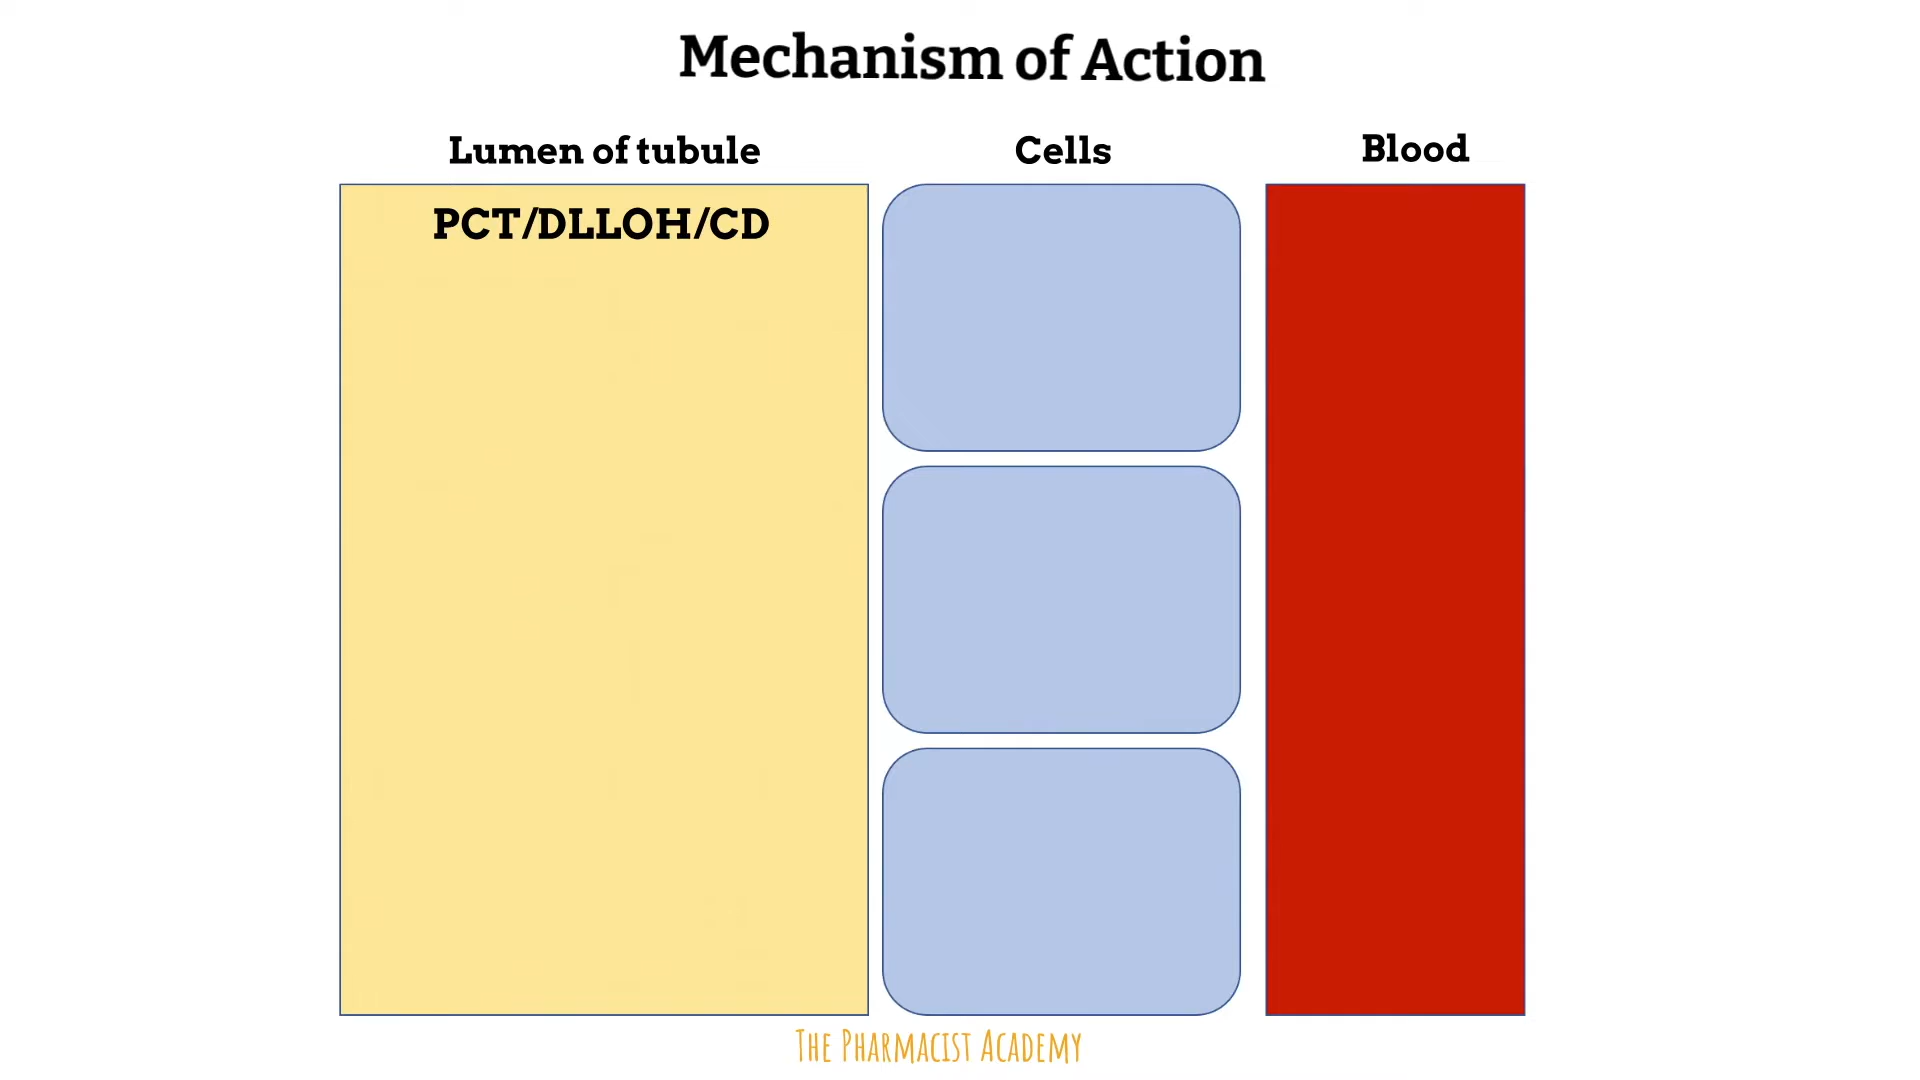 Mechanism of Action
Lumen of tubule
Cells
Blood
PCT/DLLOH/CD
The Pharmacist Academy